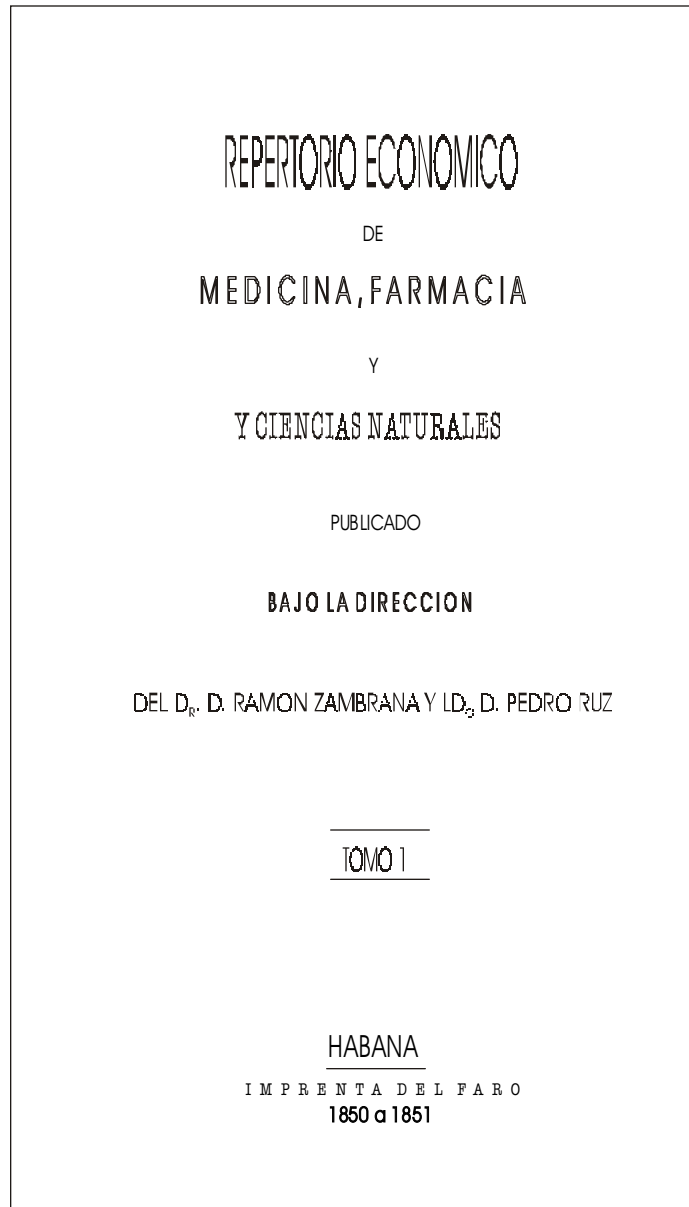 REPERTORIO ECONOMICO
DE
MEDICINA, FARMACIA
Y
Y CIENCIAS NATURALES
PUBLICADO
BAJO LA DIRECCION
DEL DR. D. RAMON ZAMBRANA Y LDO. D. PEDRO RUZ
TOMO 1
HABANA
IMPRENTA DEL FARO
1850 a 1851